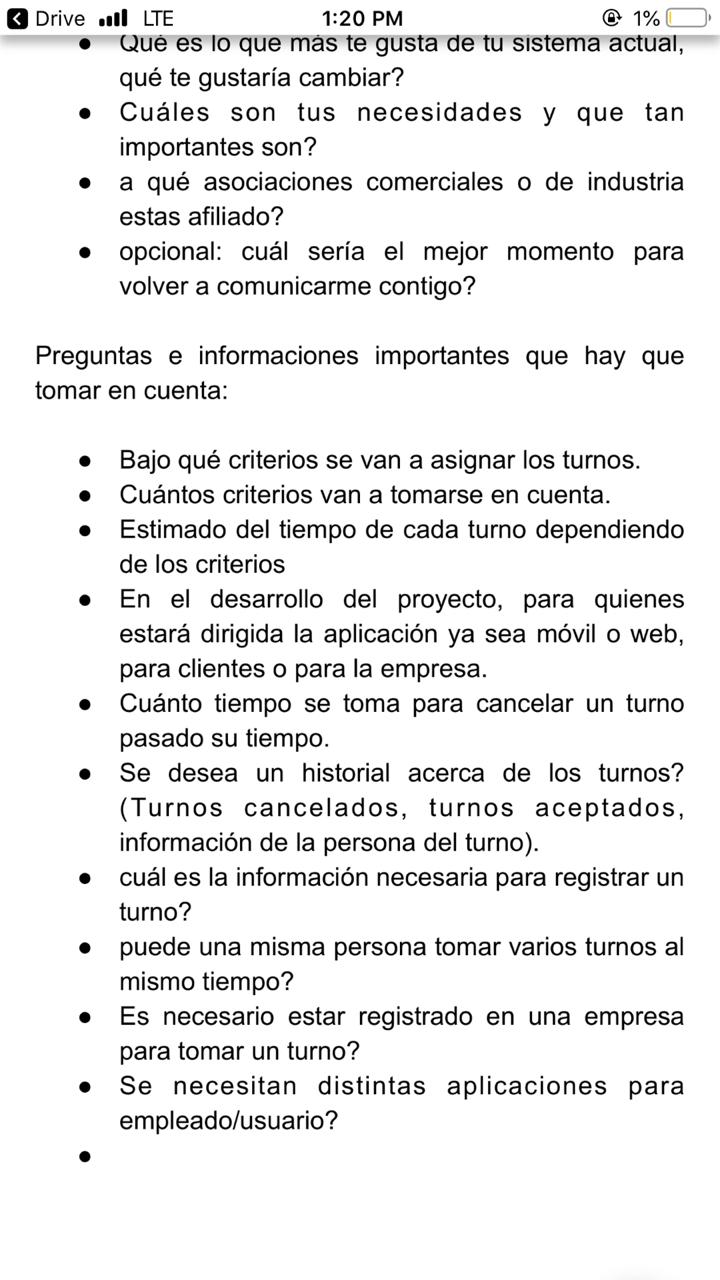 Drive LTE 1:20 PM 1%
• Qué es lo que más te gusta de tu sistema actual,
qué te gustaría cambiar?
• Cuáles son tus necesidades y que tan
importantes son?
• a qué asociaciones comerciales o de industria
estas afiliado?
• opcional: cuál sería el mejor momento para
volver a comunicarme contigo?
Preguntas e informaciones importantes que hay que
tomar en cuenta:
• Bajo qué criterios se van a asignar los turnos.
• Cuántos criterios van a tomarse en cuenta.
• Estimado del tiempo de cada turno dependiendo
de los criterios
• En el desarrollo del proyecto, para quienes
estará dirigida la aplicación ya sea móvil o web,
para clientes o para la empresa.
• Cuánto tiempo se toma para cancelar un turno
pasado su tiempo.
• Se desea un historial acerca de los turnos?
(Turnos cancelados, turnos aceptados,
información de la persona del turno).
• cuál es la información necesaria para registrar un
turno?
• puede una misma persona tomar varios turnos al
mismo tiempo?
• Es necesario estar registrado en una empresa
para tomar un turno?
• Se necesitan distintas aplicaciones para
empleado/usuario?
•